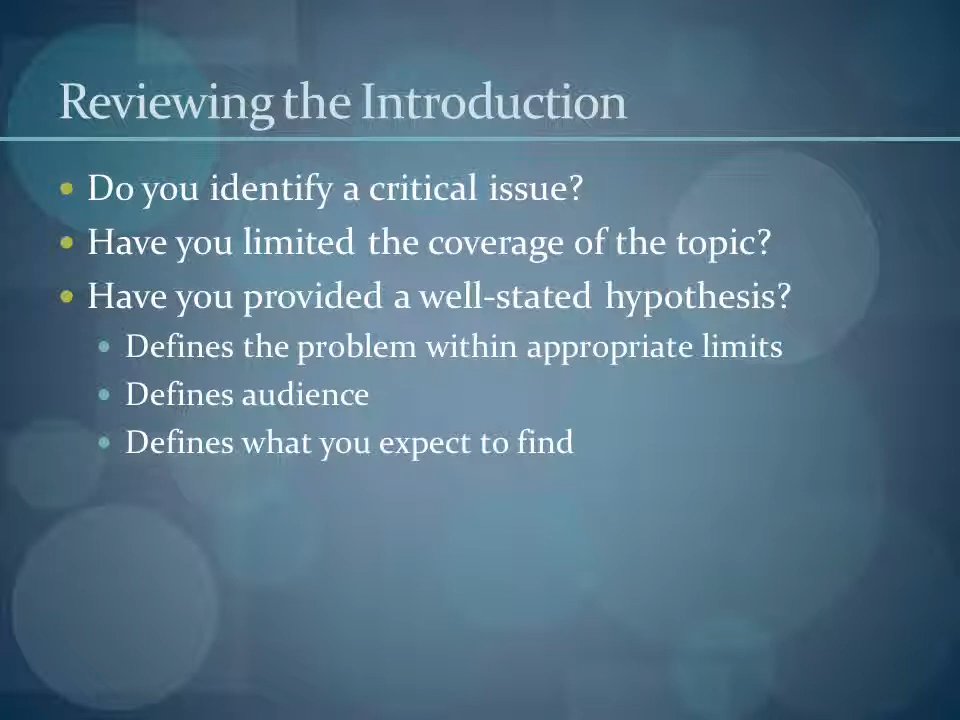 Reviewing the Introduction
• Do you identify a critical issue?
• Have you limited the coverage of the topic?
• Have you provided a well-stated hypothesis?
• Defines the problem within appropriate limits
• Defines audience
• Defines what you expect to find